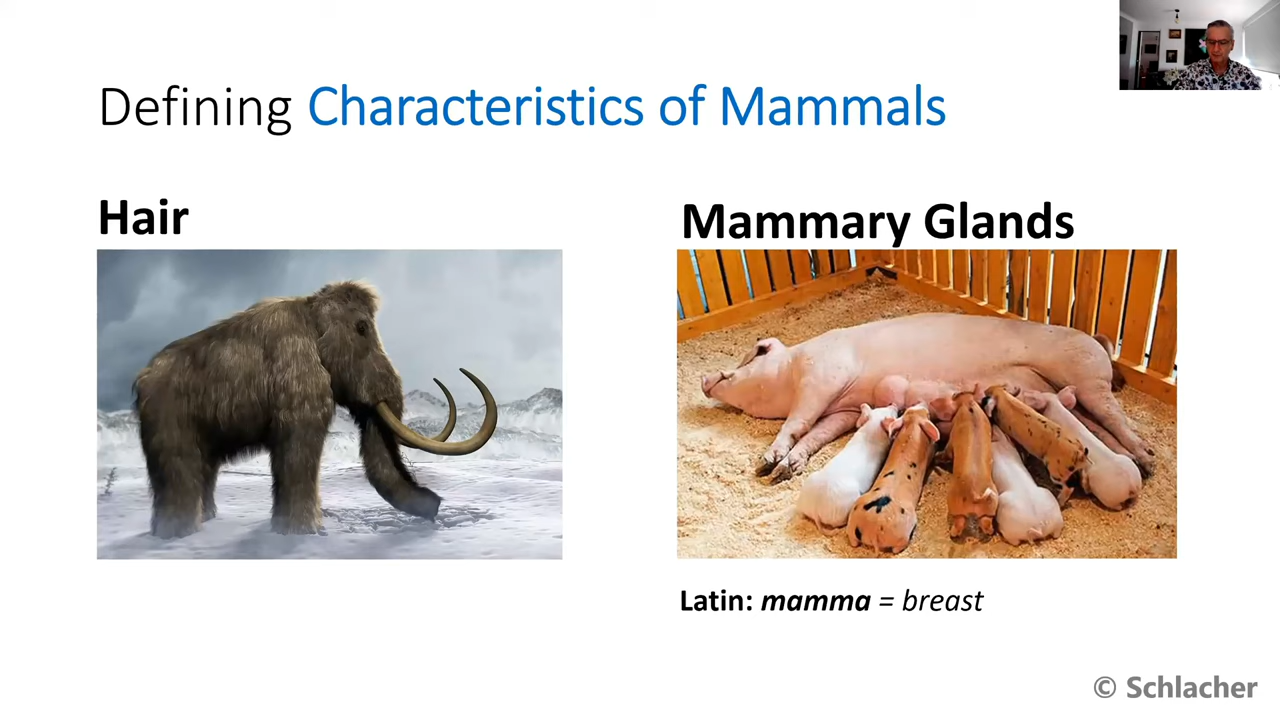 Defining Characteristics of Mammals
Hair
Mammary Glands
Latin: mamma = breast
© Schlacher